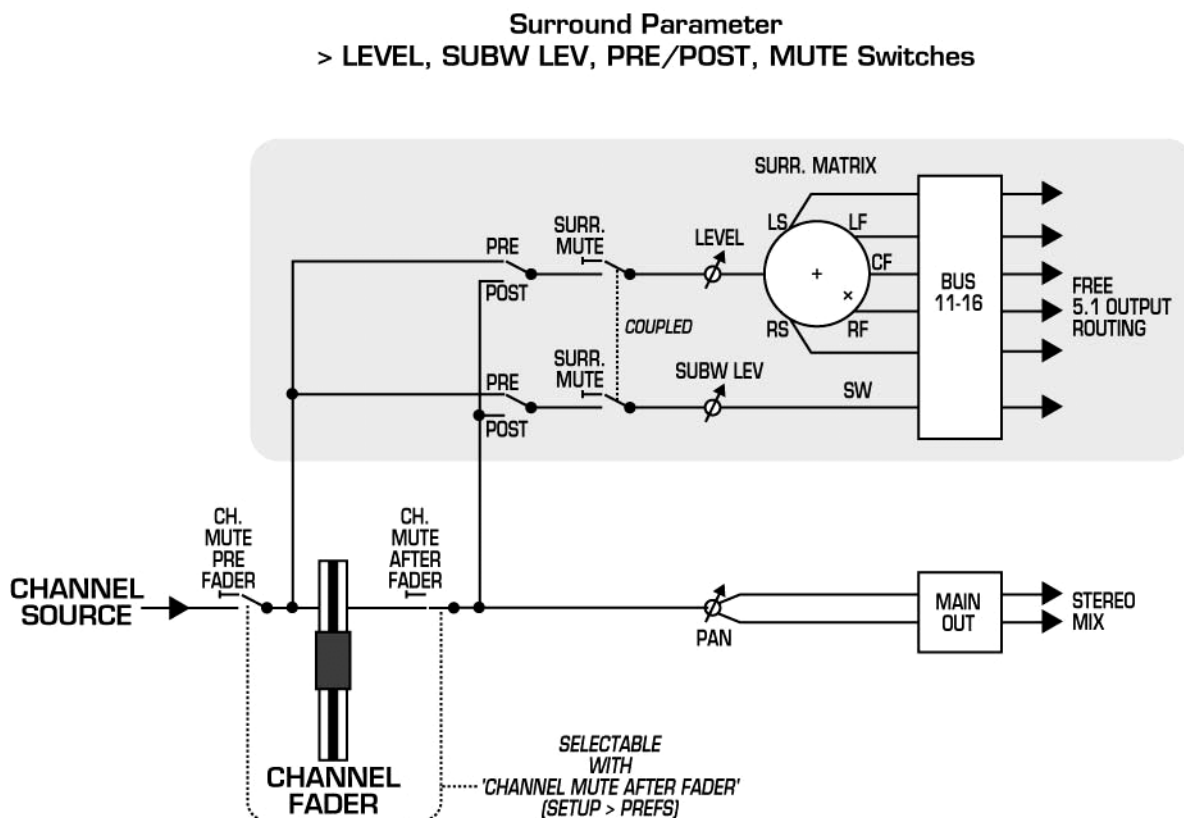 Surround Parameter
> LEVEL, SUBW LEV, PRE/POST, MUTE Switches
SURR. MATRIX
LS
LF
CF
RS
RF
PRE
POST
SURR.
MUTE
LEVEL
COUPLED
BUS
11-16
FREE
5.1 OUTPUT
ROUTING
PRE
POST
SURR.
MUTE
SUBW LEV
SW
CHANNEL
SOURCE
CH.
MUTE
PRE
FADER
CH.
MUTE
AFTER
FADER
PAN
MAIN
OUT
STEREO
MIX
CHANNEL
FADER
SELECTABLE
WITH
'CHANNEL MUTE AFTER FADER'
(SETUP > PREFS)